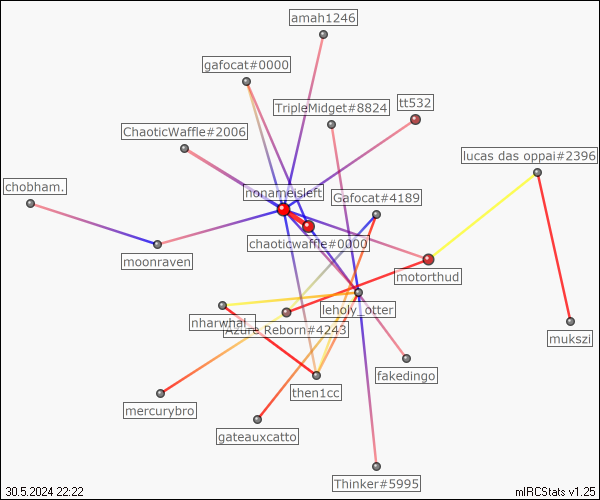 amah1246
gafocat#0000
TripleMidget#8824
tt532
ChaoticWaffle#2006
lucas das oppai#2396
chobham.
nonameisleft
Gafocat#4189
chaoticwaffle#0000
moonraven
motorthud
leholy_otter
nharwhal_
Azure Reborn#4243
mukszi
fakedingo
then1cc
mercurybro
gateauxcatto
Thinker#5995
30.5.2024 22:22
mIRCStats v1.25